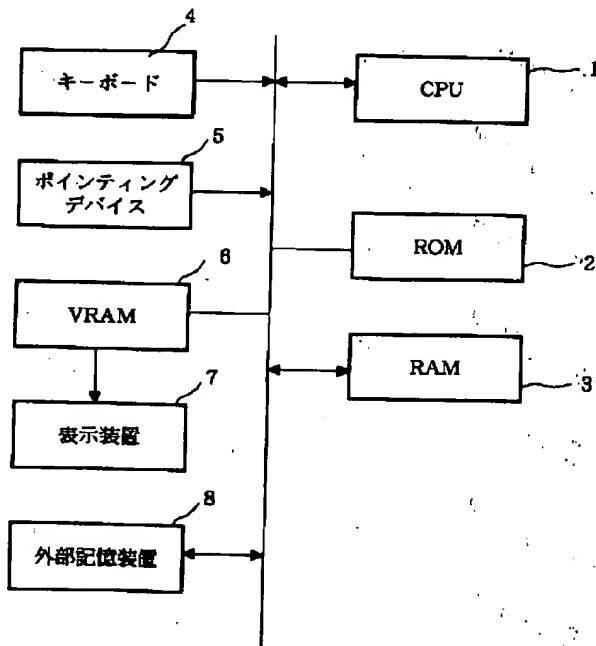 4
キーボード
1
CPU
5
ポインティング
デバイス
6
VRAM
ROM
2
7
表示装置
RAM
3
8
外部記憶装置